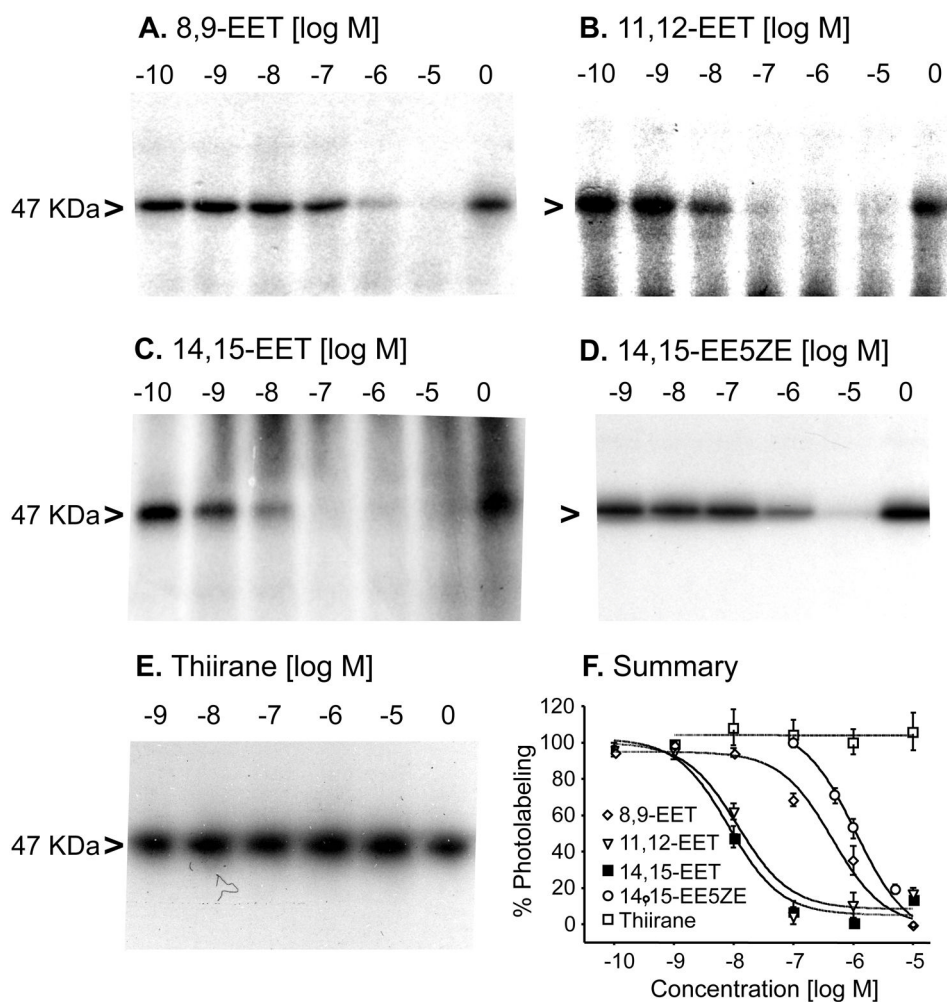 A. 8,9-EET [log M]
-10 -9 -8 -7 -6 -5 0
47 KDa >
B. 11,12-EET [log M]
-10 -9 -8 -7 -6 -5 0
>
C. 14,15-EET [log M]
-10 -9 -8 -7 -6 -5 0
47 KDa >
D. 14,15-EE5ZE [log M]
-9 -8 -7 -6 -5 0
>
E. Thiirane [log M]
-9 -8 -7 -6 -5 0
47 KDa >
F. Summary
% Photolabeling
120
100
80
60
40
20
0
8,9-EET
11,12-EET
14,15-EET
14,15-EE5ZE
Thiirane
-10 -9 -8 -7 -6 -5
Concentration [log M]